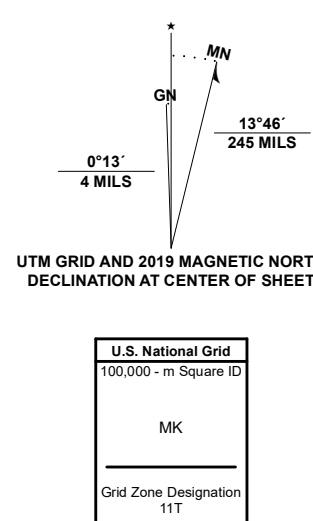 MN
GN
13°46´
245 MILS
0°13´
4 MILS
UTM GRID AND 2019 MAGNETIC NORT
DECLINATION AT CENTER OF SHEET
U.S. National Grid
100,000 - m Square ID
MK
Grid Zone Designation
11T